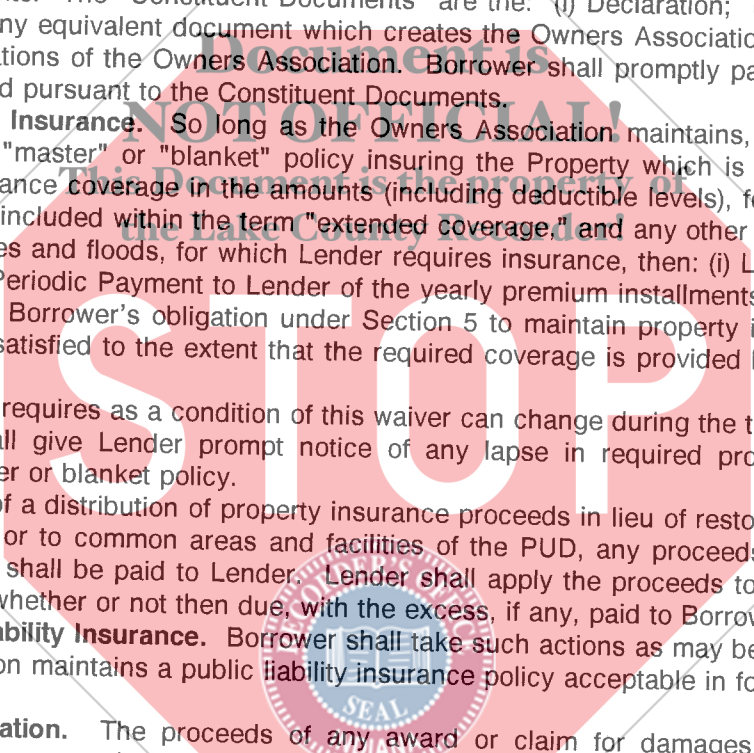 nts. The "Constituent Documents" are the: (i) Declaration;
ny equivalent document which creates the Owners Associatio
tions of the Owners Association. Borrower shall promptly pa
d pursuant to the Constituent Documents.
Insurance. So long as the Owners Association maintains,
"master" or "blanket" policy insuring the Property which is
ance coverage in the amounts (including deductible levels), f
included within the term "extended coverage," and any other
es and floods, for which Lender requires insurance, then: (i) L
Periodic Payment to Lender of the yearly premium installments
Borrower's obligation under Section 5 to maintain property i
satisfied to the extent that the required coverage is provided
requires as a condition of this waiver can change during the t
all give Lender prompt notice of any lapse in required pro
er or blanket policy.
of a distribution of property insurance proceeds in lieu of resto
or to common areas and facilities of the PUD, any proceeds
shall be paid to Lender. Lender shall apply the proceeds to
whether or not then due, with the excess, if any, paid to Borrow
ability Insurance. Borrower shall take such actions as may be
on maintains a public liability insurance policy acceptable in fo
ation. The proceeds of any award or claim for damages
Document is
NOT OFFICIAL!
This Document is the property of
the Lake County Recorder!
STOP
RECORDER'S OFFICE
SEAL